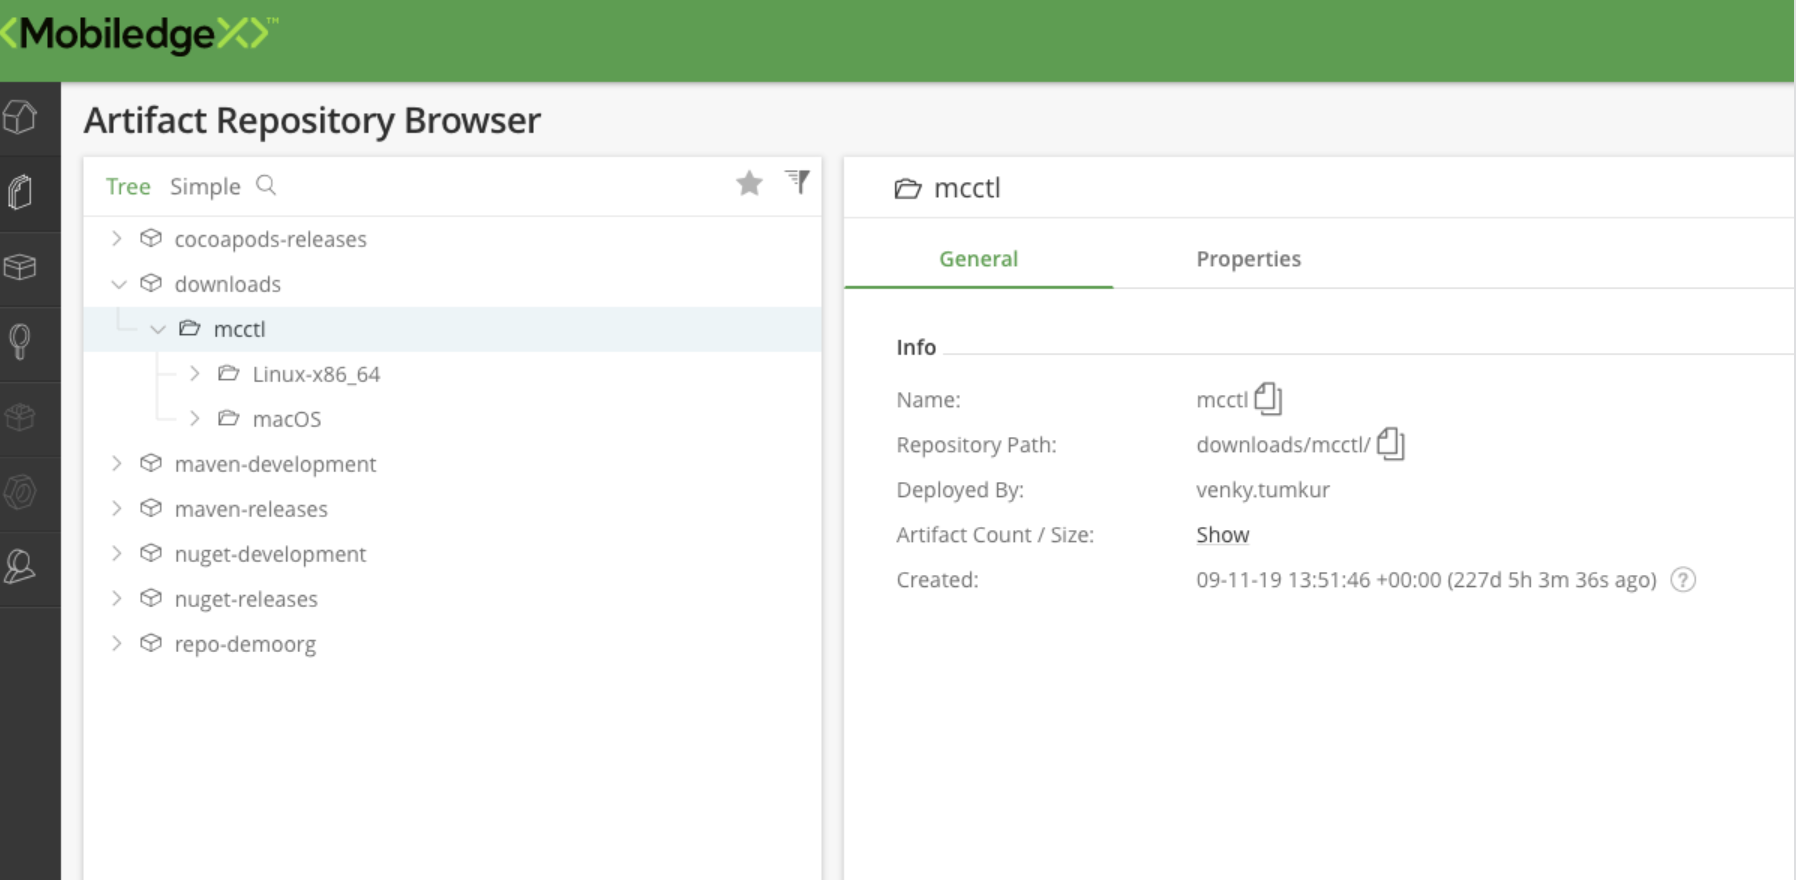 <MobiledgeX>™
Artifact Repository Browser
Tree Simple
cocoapods-releases
downloads
mcctl
Linux-x86_64
macOS
maven-development
maven-releases
nuget-development
nuget-releases
repo-demoorg
mcctl
General Properties
Info
Name: mcctl
Repository Path: downloads/mcctl/
Deployed By: venky.tumkur
Artifact Count / Size: Show
Created: 09-11-19 13:51:46 +00:00 (227d 5h 3m 36s ago) ?